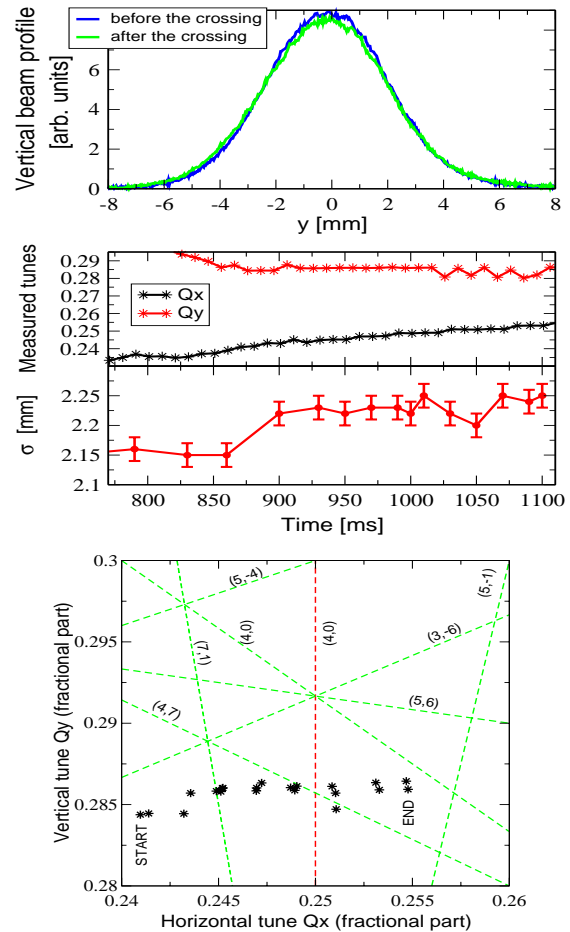 before the crossing
after the crossing
Vertical beam profile
[arb. units]
8
6
4
2
0
-8 -6 -4 -2 0 2 4 6 8
y [mm]
Measured tunes
0.29
0.28
0.25
0.24
Qx
Qy
σ [mm]
2.25
2.2
2.15
2.1
800 850 900 950 1000 1050 1100
Time [ms]
Vertical tune Qy (fractional part)
0.3
0.295
0.29
0.285
0.28
(5,-4)
(5,-1)
(7,1)
(4,0)
(4,0)
(3,-6)
(4,7)
(5,6)
START
END
0.24 0.245 0.25 0.255 0.26
Horizontal tune Qx (fractional part)